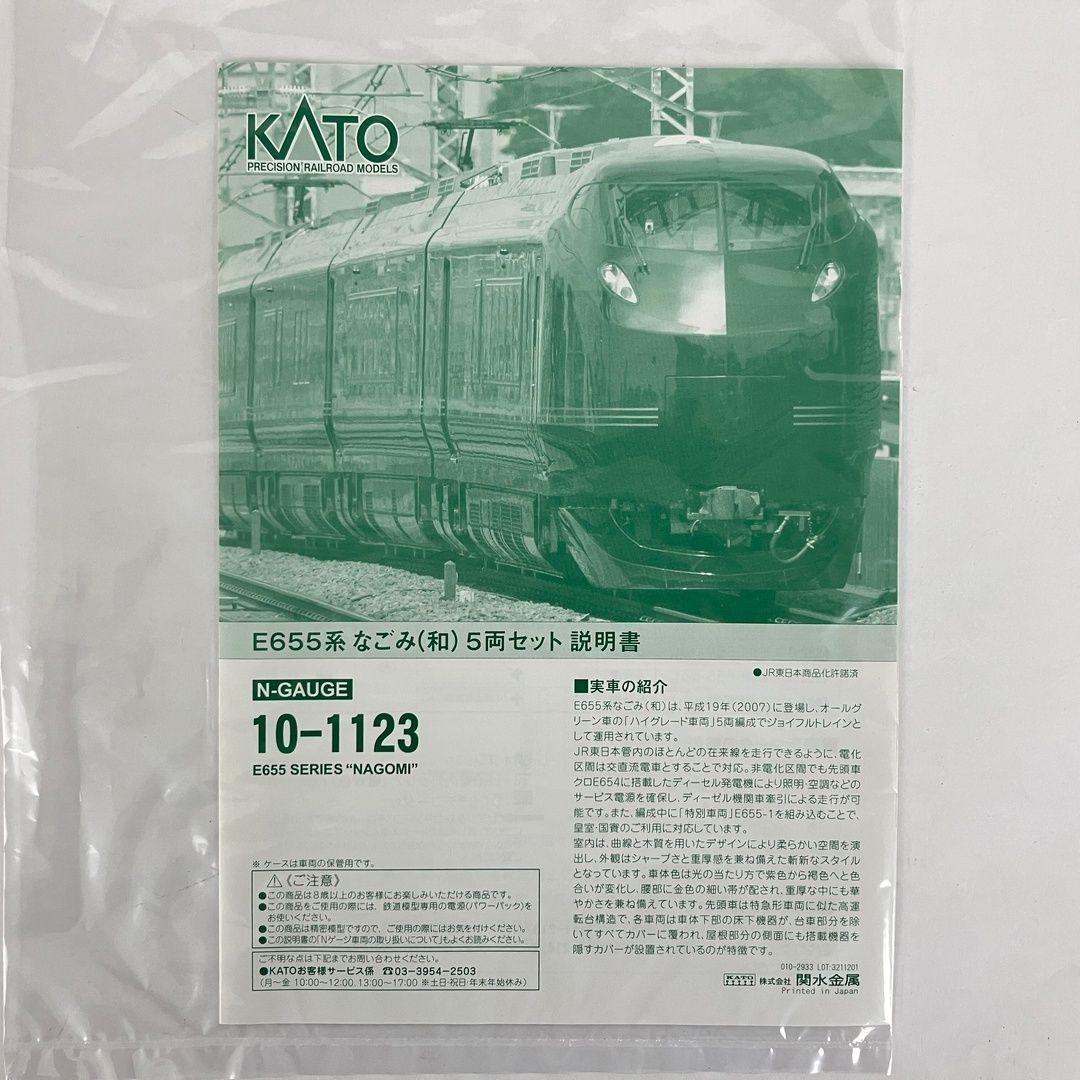 KATO
PRECISION RAILROAD MODELS
E655系 なごみ(和) 5両セット 説明書
●JR東日本商品化許諾済
N-GAUGE
10-1123
E655 SERIES “NAGOMI”
■実車の紹介
E655系なごみ(和)は、平成19年(2007)に登場し、オールグ
リーン車の「ハイグレード車両」5両編成でジョイフルトレインと
して運用されています。
JR東日本管内のほとんどの在来線を走行できるように、電化
区間は交直流電車とすることで対応。非電化区間でも先頭車
クロE654に搭載したディーゼル発電機により照明・空調などの
サービス電源を確保し、ディーゼル機関車牽引による走行が可
能です。また、編成中に「特別車両」E655-1を組み込むことで、
皇室・国賓のご利用に対応しています。
室内は、曲線と木質を用いたデザインにより柔らかい空間を演
出し、外観はシャープさと重厚感を兼ね備えた斬新なスタイル
となっています。車体色は光の当たり方で紫色から褐色へと色
合いが変化し、腰部に金色の細い帯が配され、重厚な中にも華
やかさを兼ね備えています。先頭車は特急形車両に似た高運
転台構造で、各車両は車体下部の床下機器が、台車部分を除
いてすべてカバーに覆われ、屋根部分の側面にも搭載機器を
隠すカバーが設置されているのが特徴です。
※ ケースは車両の保管用です。
⚠《ご注意》
●この商品は8歳以上のお客様にお楽しみいただける商品です。
●この商品をご使用の際には、鉄道模型専用の電源(パワーパック)を
お使いください。
●この商品は精密模型ですので、ご使用の際にはお気を付けください。
●この説明書の「Nゲージ車両の取り扱いについて」もよくお読みください。
ご不明な点は下記までお問い合わせください。
●KATOお客様サービス係 ☎03-3954-2503
(月～金 10:00～12:00、13:00～17:00 ※土日・祝日・年末年始休み)
010-2933 LOT:3211201
KATO 株式会社 関水金属
Printed in Japan